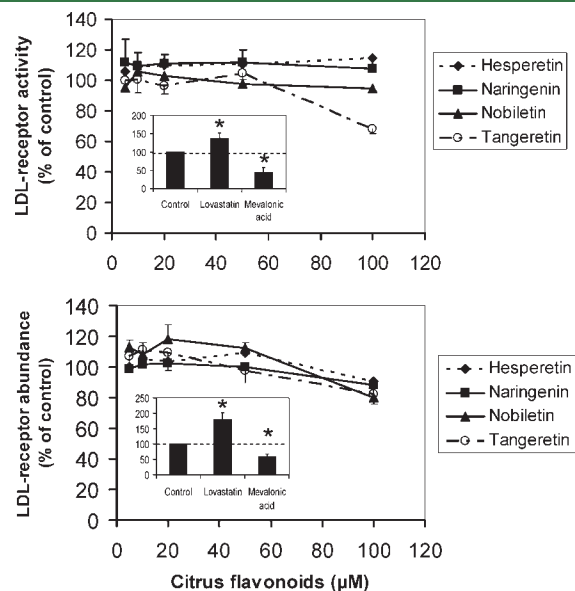 LDL-receptor activity
(% of control)
140
120
100
80
60
40
20
0
0 20 40 60 80 100 120
200
150
100
50
0
*
*
Control Lovastatin Mevalonic
acid
Hesperetin
Naringenin
Nobiletin
Tangeretin
LDL-receptor abundance
(% of control)
140
120
100
80
60
40
20
0
0 20 40 60 80 100 120
250
200
150
100
50
0
*
*
Control Lovastatin Mevalonic
acid
Hesperetin
Naringenin
Nobiletin
Tangeretin
Citrus flavonoids (µM)